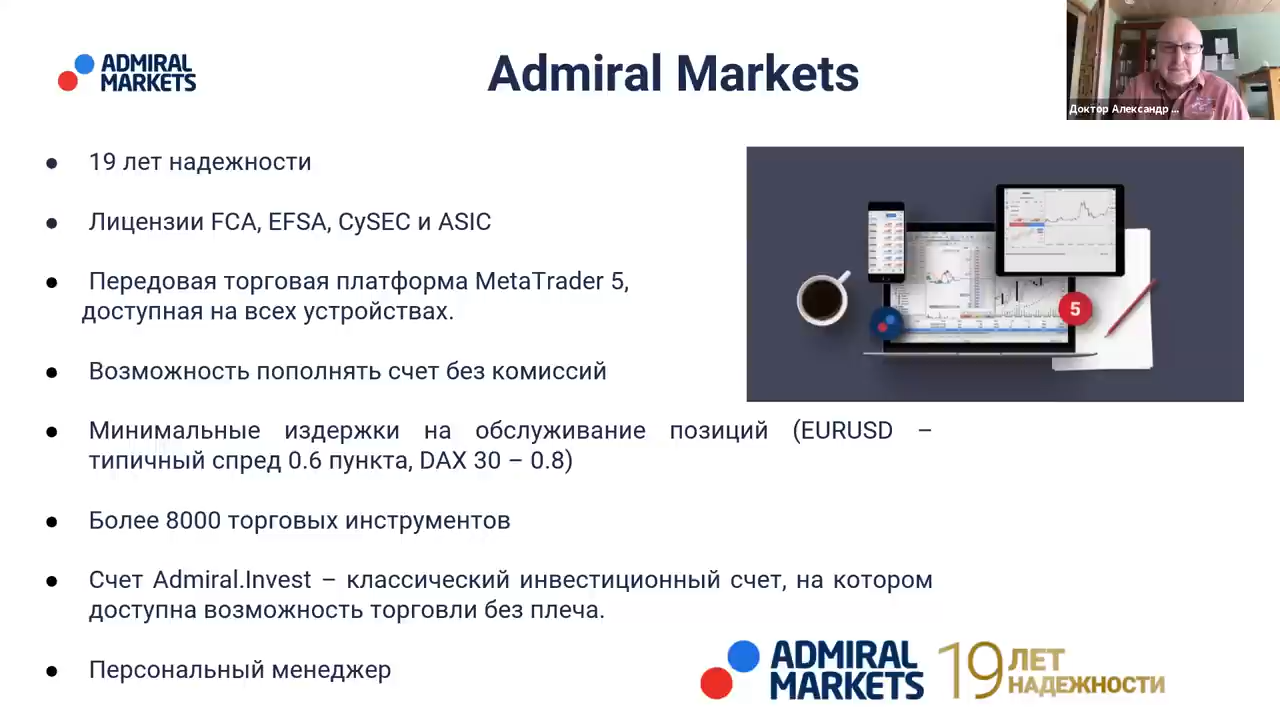 ADMIRAL
MARKETS
Admiral Markets
Доктор Александр ...
● 19 лет надежности
● Лицензии FCA, EFSA, CySEC и ASIC
● Передовая торговая платформа MetaTrader 5,
доступная на всех устройствах.
● Возможность пополнять счет без комиссий
● Минимальные издержки на обслуживание позиций (EURUSD –
типичный спред 0.6 пункта, DAX 30 – 0.8)
● Более 8000 торговых инструментов
● Счет Admiral.Invest – классический инвестиционный счет, на котором
доступна возможность торговли без плеча.
● Персональный менеджер
5
ADMIRAL
MARKETS
19 ЛЕТ
НАДЕЖНОСТИ